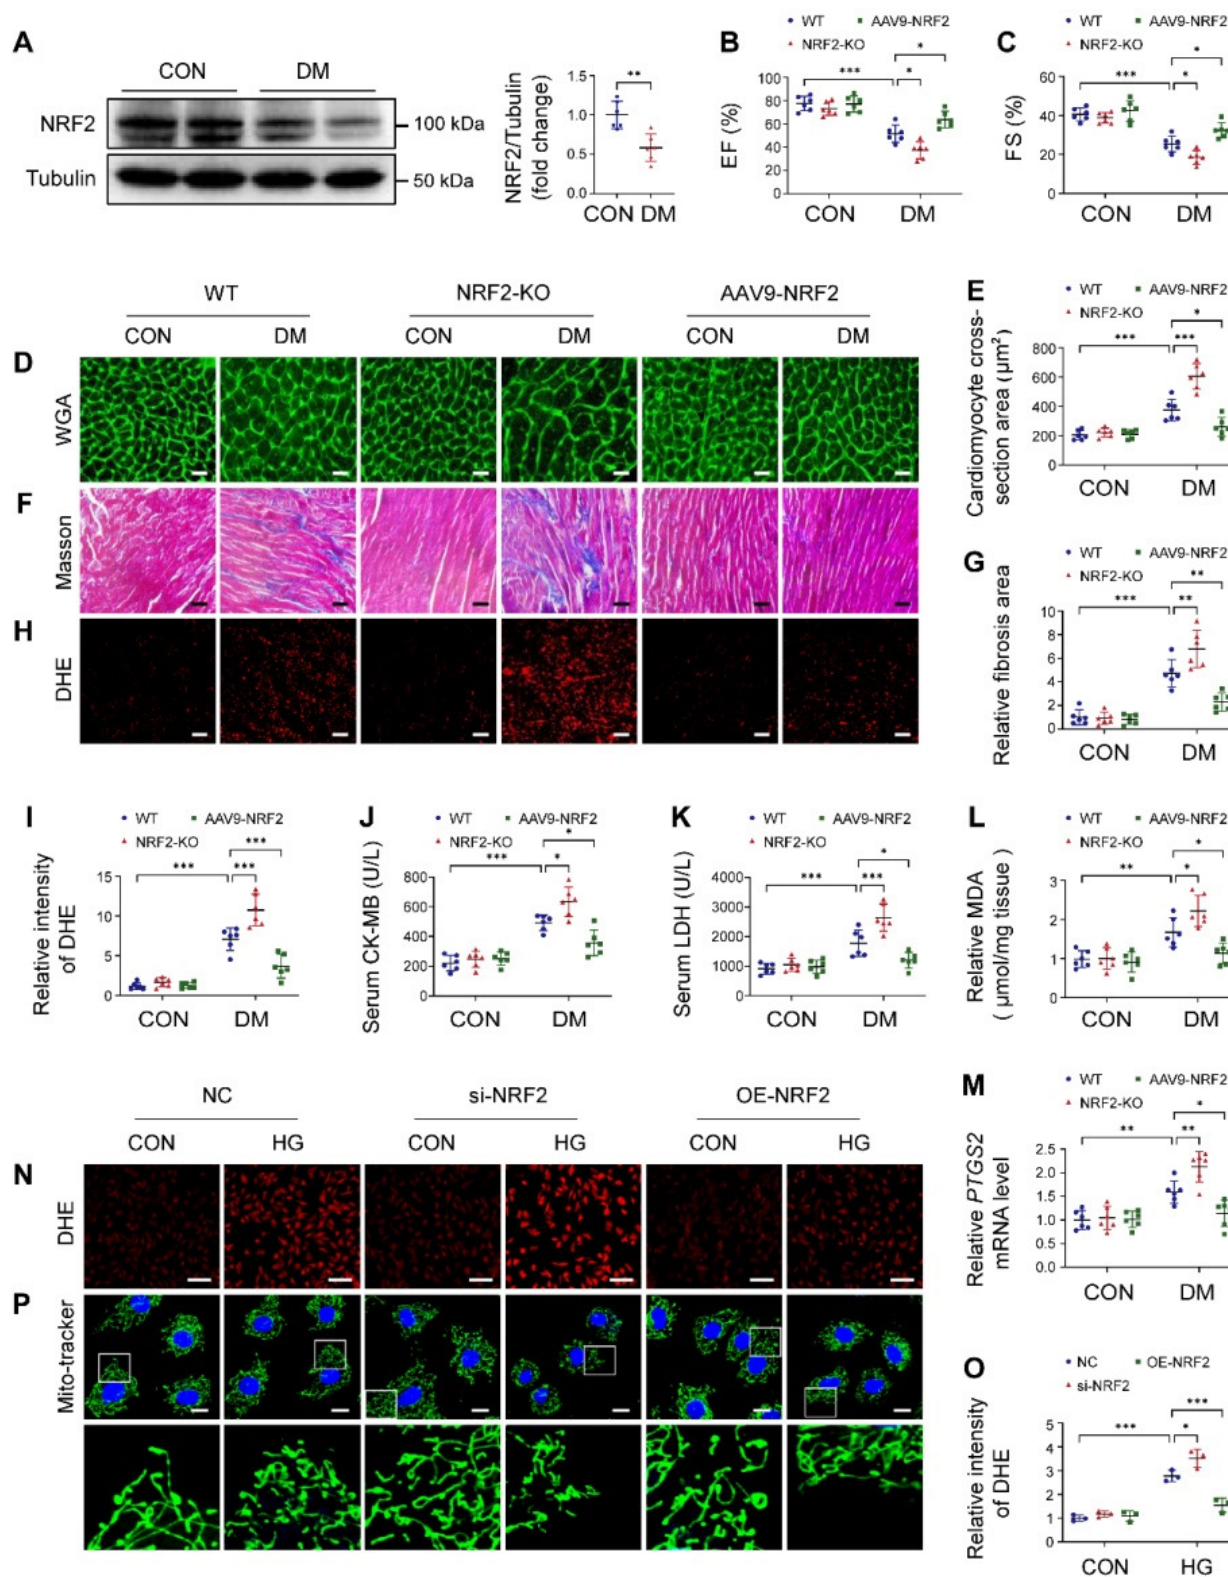 A
CON DM
NRF2
100 kDa
Tubulin
50 kDa
NRF2/Tubulin
(fold change)
1.5
1.0
0.5
0.0
**
CON DM
B
WT AAV9-NRF2
NRF2-KO
*
*** *
EF (%)
100
80
60
40
20
0
CON DM
C
WT AAV9-NRF2
NRF2-KO
*
*** *
FS (%)
60
40
20
0
CON DM
WT NRF2-KO AAV9-NRF2
CON DM CON DM CON DM
D
WGA
E
WT AAV9-NRF2
NRF2-KO
*
*** ***
Cardiomyocyte cross-
section area (μm²)
800
600
400
200
0
CON DM
F
Masson
G
WT AAV9-NRF2
NRF2-KO
**
*** **
Relative fibrosis area
10
8
6
4
2
0
CON DM
H
DHE
I
WT AAV9-NRF2
NRF2-KO
***
*** ***
Relative intensity
of DHE
15
10
5
0
CON DM
J
WT AAV9-NRF2
NRF2-KO
*
*** *
Serum CK-MB (U/L)
800
600
400
200
0
CON DM
K
WT AAV9-NRF2
NRF2-KO
*
*** ***
Serum LDH (U/L)
4000
3000
2000
1000
0
CON DM
L
WT AAV9-NRF2
NRF2-KO
*
** *
Relative MDA
( μmol/mg tissue )
3
2
1
0
CON DM
M
WT AAV9-NRF2
NRF2-KO
*
** **
Relative PTGS2
mRNA level
2.5
2.0
1.5
1.0
0.5
0.0
CON DM
NC si-NRF2 OE-NRF2
CON HG CON HG CON HG
N
DHE
P
Mito-tracker
O
NC OE-NRF2
si-NRF2
***
*** *
Relative intensity
of DHE
5
4
3
2
1
0
CON HG